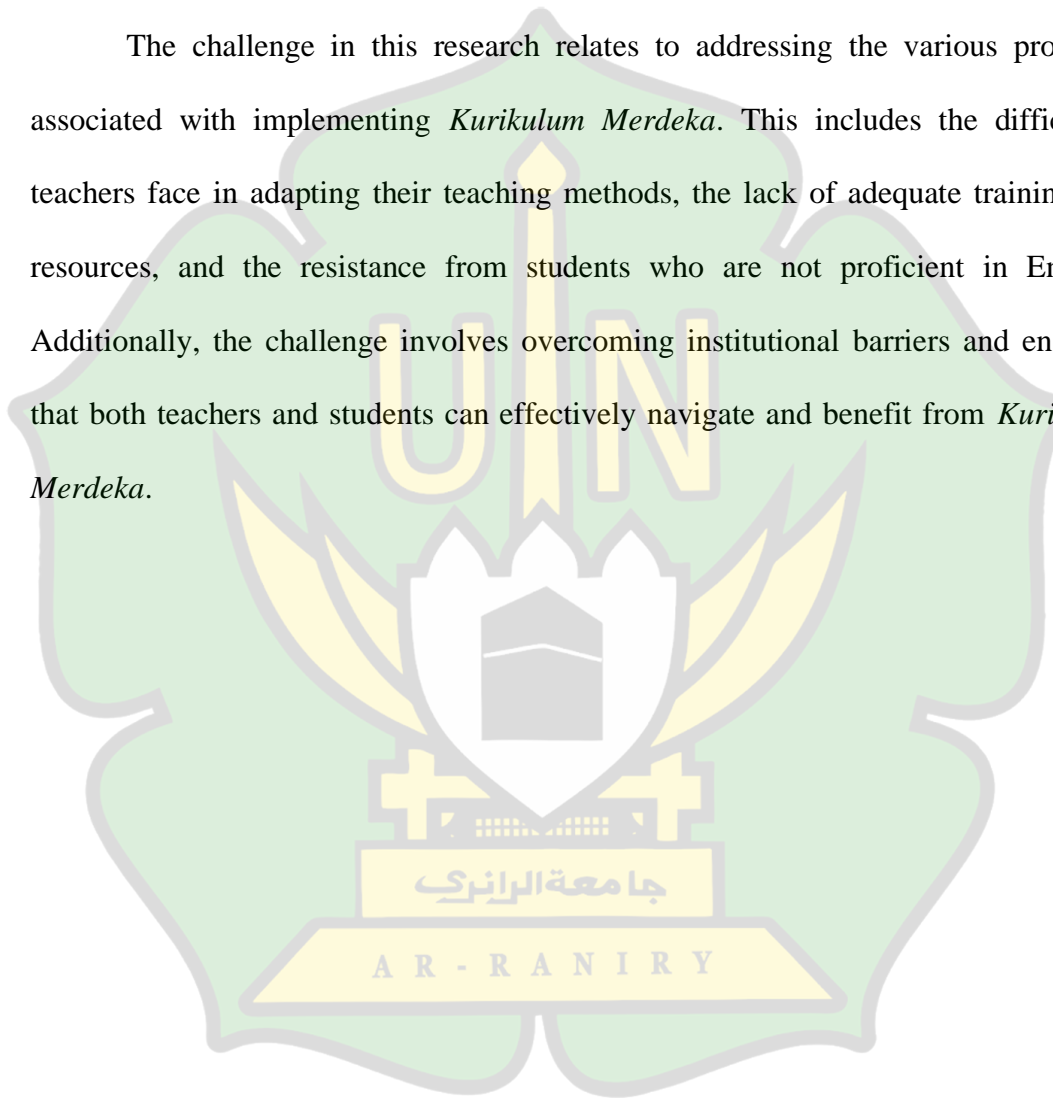 The challenge in this research relates to addressing the various pro
associated with implementing Kurikulum Merdeka. This includes the diffic
teachers face in adapting their teaching methods, the lack of adequate trainin
resources, and the resistance from students who are not proficient in En
Additionally, the challenge involves overcoming institutional barriers and en
that both teachers and students can effectively navigate and benefit from Kuri
Merdeka.
UIN
جامعةالرانري
AR-RANIRY